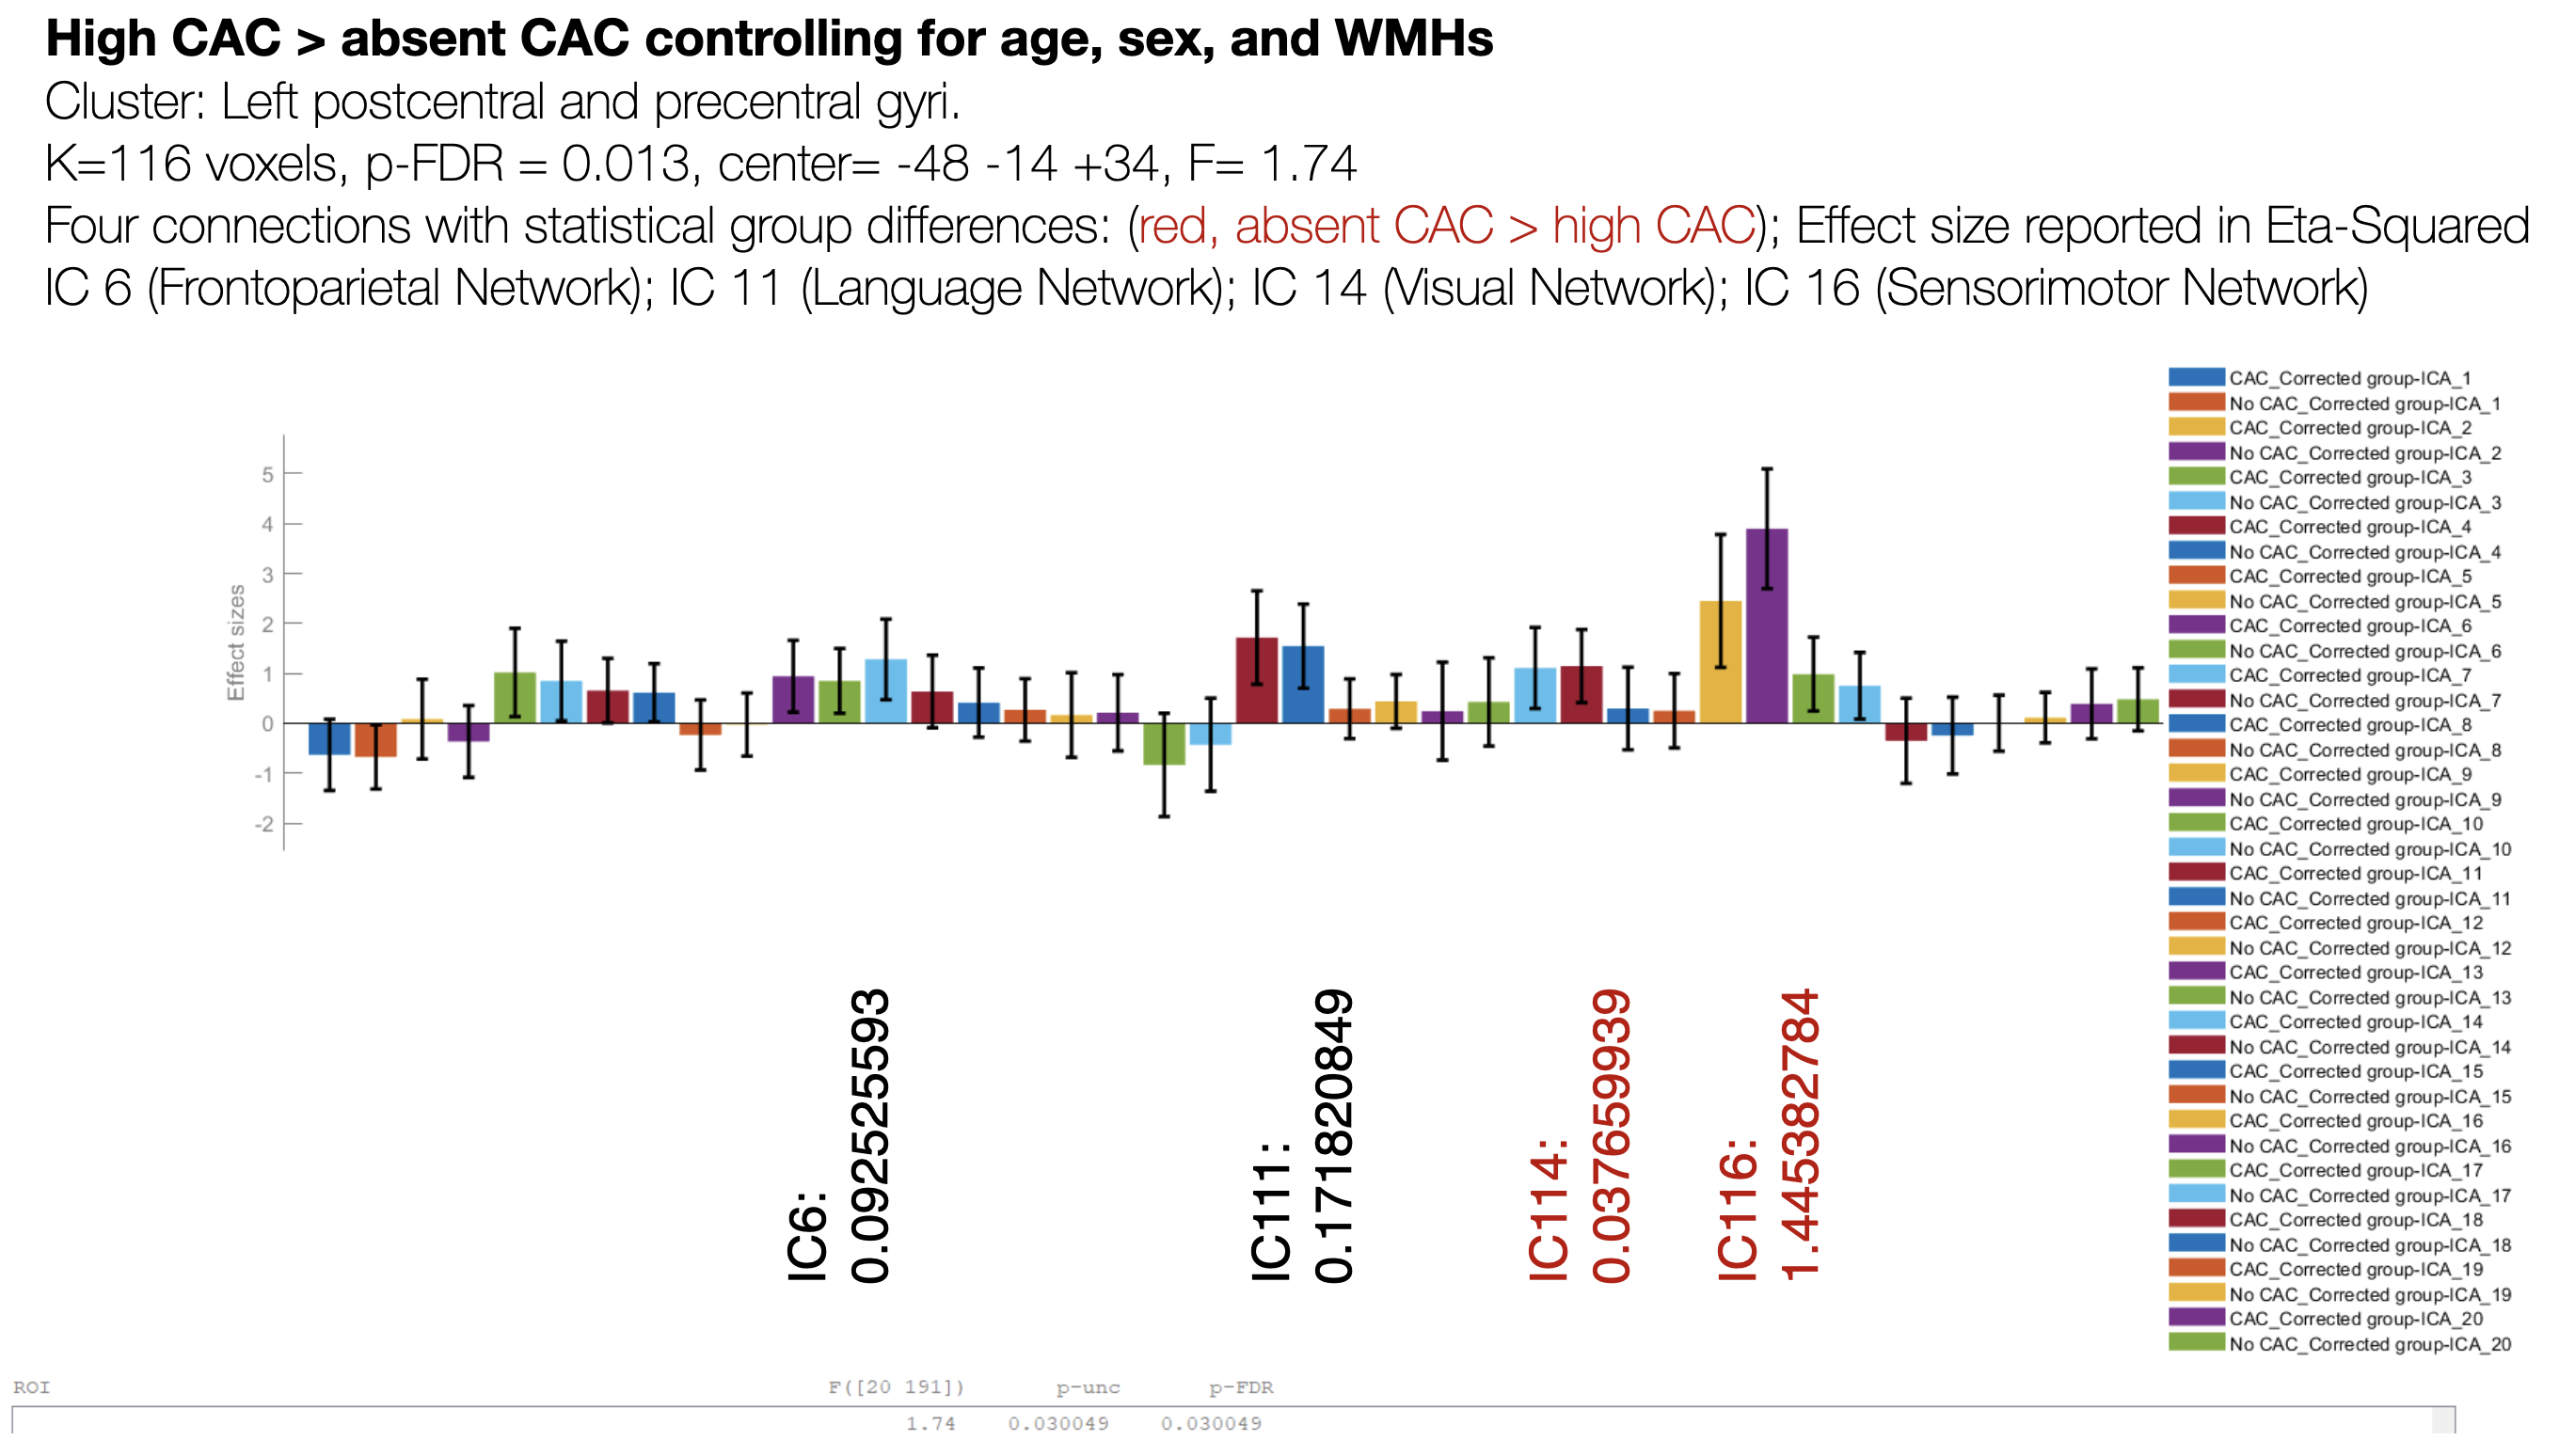 High CAC > absent CAC controlling for age, sex, and WMHs
Cluster: Left postcentral and precentral gyri.
K=116 voxels, p-FDR = 0.013, center= -48 -14 +34, F= 1.74
Four connections with statistical group differences: (red, absent CAC > high CAC); Effect size reported in Eta-Squared
IC 6 (Frontoparietal Network); IC 11 (Language Network); IC 14 (Visual Network); IC 16 (Sensorimotor Network)
Effect sizes
5
4
3
2
1
0
-1
-2
CAC_Corrected group-ICA_1
No CAC_Corrected group-ICA_1
CAC_Corrected group-ICA_2
No CAC_Corrected group-ICA_2
CAC_Corrected group-ICA_3
No CAC_Corrected group-ICA_3
CAC_Corrected group-ICA_4
No CAC_Corrected group-ICA_4
CAC_Corrected group-ICA_5
No CAC_Corrected group-ICA_5
CAC_Corrected group-ICA_6
No CAC_Corrected group-ICA_6
CAC_Corrected group-ICA_7
No CAC_Corrected group-ICA_7
CAC_Corrected group-ICA_8
No CAC_Corrected group-ICA_8
CAC_Corrected group-ICA_9
No CAC_Corrected group-ICA_9
CAC_Corrected group-ICA_10
No CAC_Corrected group-ICA_10
CAC_Corrected group-ICA_11
No CAC_Corrected group-ICA_11
CAC_Corrected group-ICA_12
No CAC_Corrected group-ICA_12
CAC_Corrected group-ICA_13
No CAC_Corrected group-ICA_13
CAC_Corrected group-ICA_14
No CAC_Corrected group-ICA_14
CAC_Corrected group-ICA_15
No CAC_Corrected group-ICA_15
CAC_Corrected group-ICA_16
No CAC_Corrected group-ICA_16
CAC_Corrected group-ICA_17
No CAC_Corrected group-ICA_17
CAC_Corrected group-ICA_18
No CAC_Corrected group-ICA_18
CAC_Corrected group-ICA_19
No CAC_Corrected group-ICA_19
CAC_Corrected group-ICA_20
No CAC_Corrected group-ICA_20
IC6:
0.0925255593
IC111:
0.1718208​49
IC114:
0.037659939
IC116:
1.445382784
ROI F([20 191]) p-unc p-FDR
1.74 0.030049 0.030049